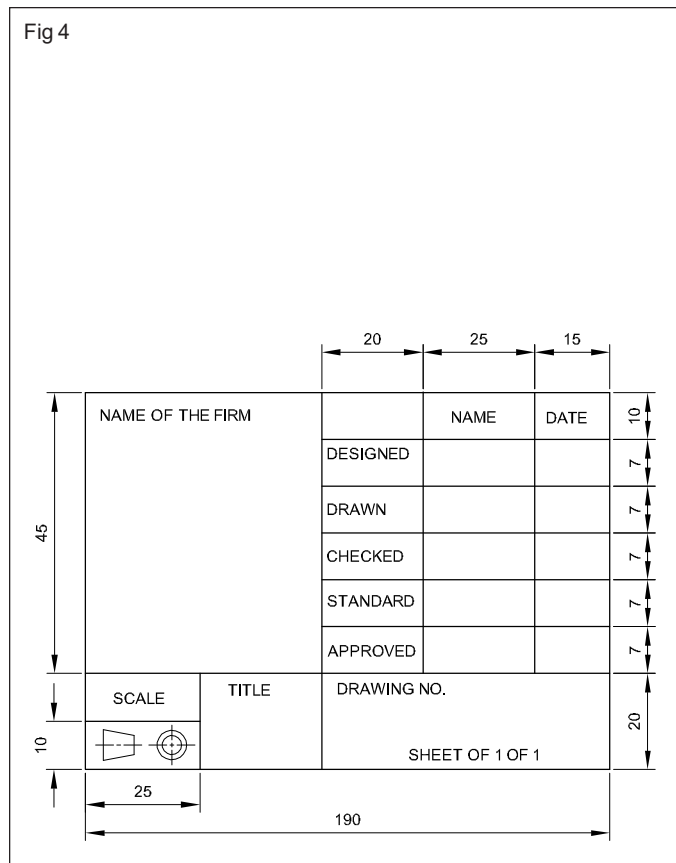 Fig 4
20 25 15
NAME OF THE FIRM NAME DATE 10
DESIGNED 7
DRAWN 7
45
CHECKED 7
STANDARD 7
APPROVED 7
SCALE TITLE DRAWING NO.
20
10
SHEET OF 1 OF 1
25
190